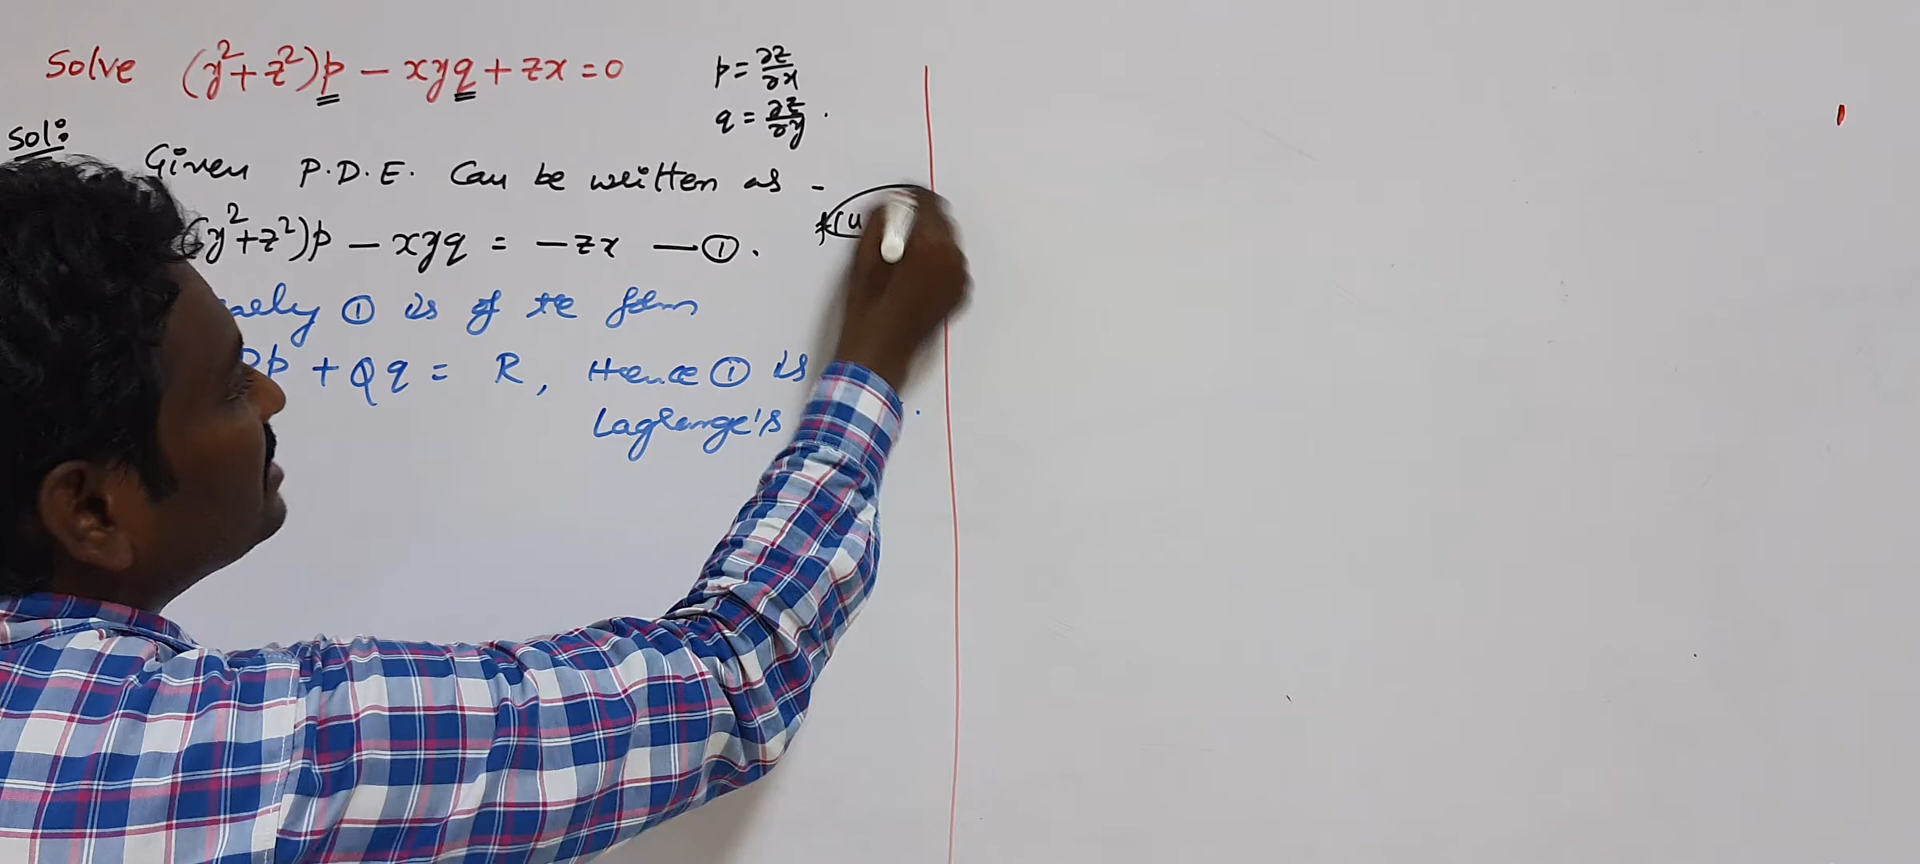 Solve (y²+z²)p − xyq + zx = 0
p = ∂z/∂x
q = ∂z/∂y .
Sol:
Given P.D.E. Can be written as -
(y²+z²)p − xyq = −zx —①.
① is of the form
p + Qq = R, Hence ① is
Lagrange's